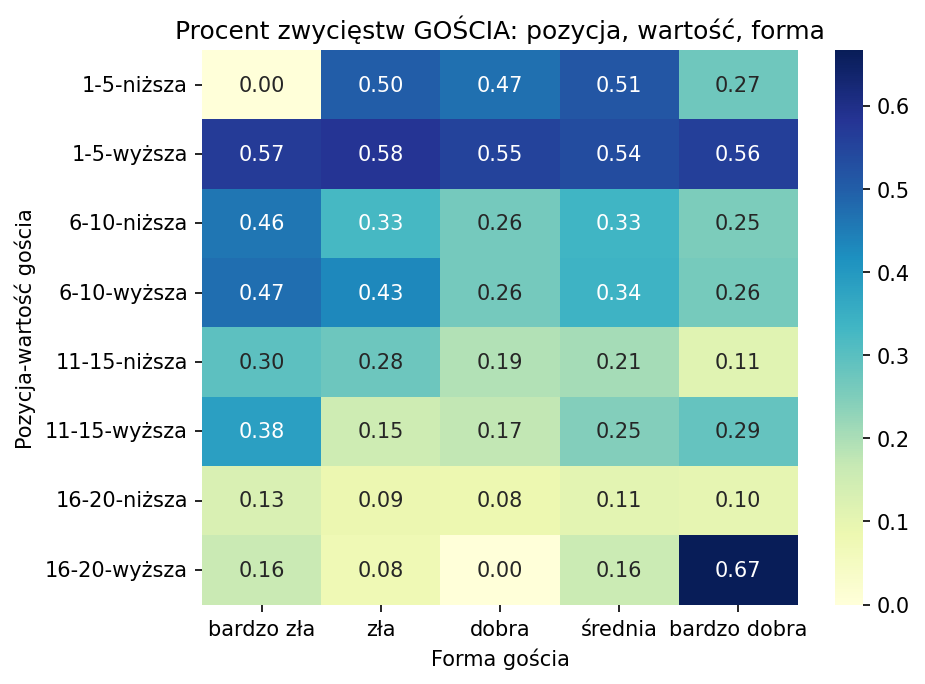 Procent zwycięstw GOŚCIA: pozycja, wartość, forma
Pozycja-wartość gościa
1-5-niższa 0.00 0.50 0.47 0.51 0.27
1-5-wyższa 0.57 0.58 0.55 0.54 0.56
6-10-niższa 0.46 0.33 0.26 0.33 0.25
6-10-wyższa 0.47 0.43 0.26 0.34 0.26
11-15-niższa 0.30 0.28 0.19 0.21 0.11
11-15-wyższa 0.38 0.15 0.17 0.25 0.29
16-20-niższa 0.13 0.09 0.08 0.11 0.10
16-20-wyższa 0.16 0.08 0.00 0.16 0.67
bardzo zła zła dobra średnia bardzo dobra
Forma gościa
0.6
0.5
0.4
0.3
0.2
0.1
0.0